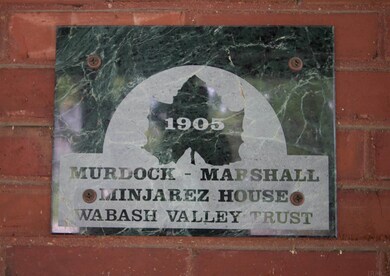 1905
MURDOCK - MARSHALL
MINJAREZ HOUSE
WABASH VALLEY TRUST